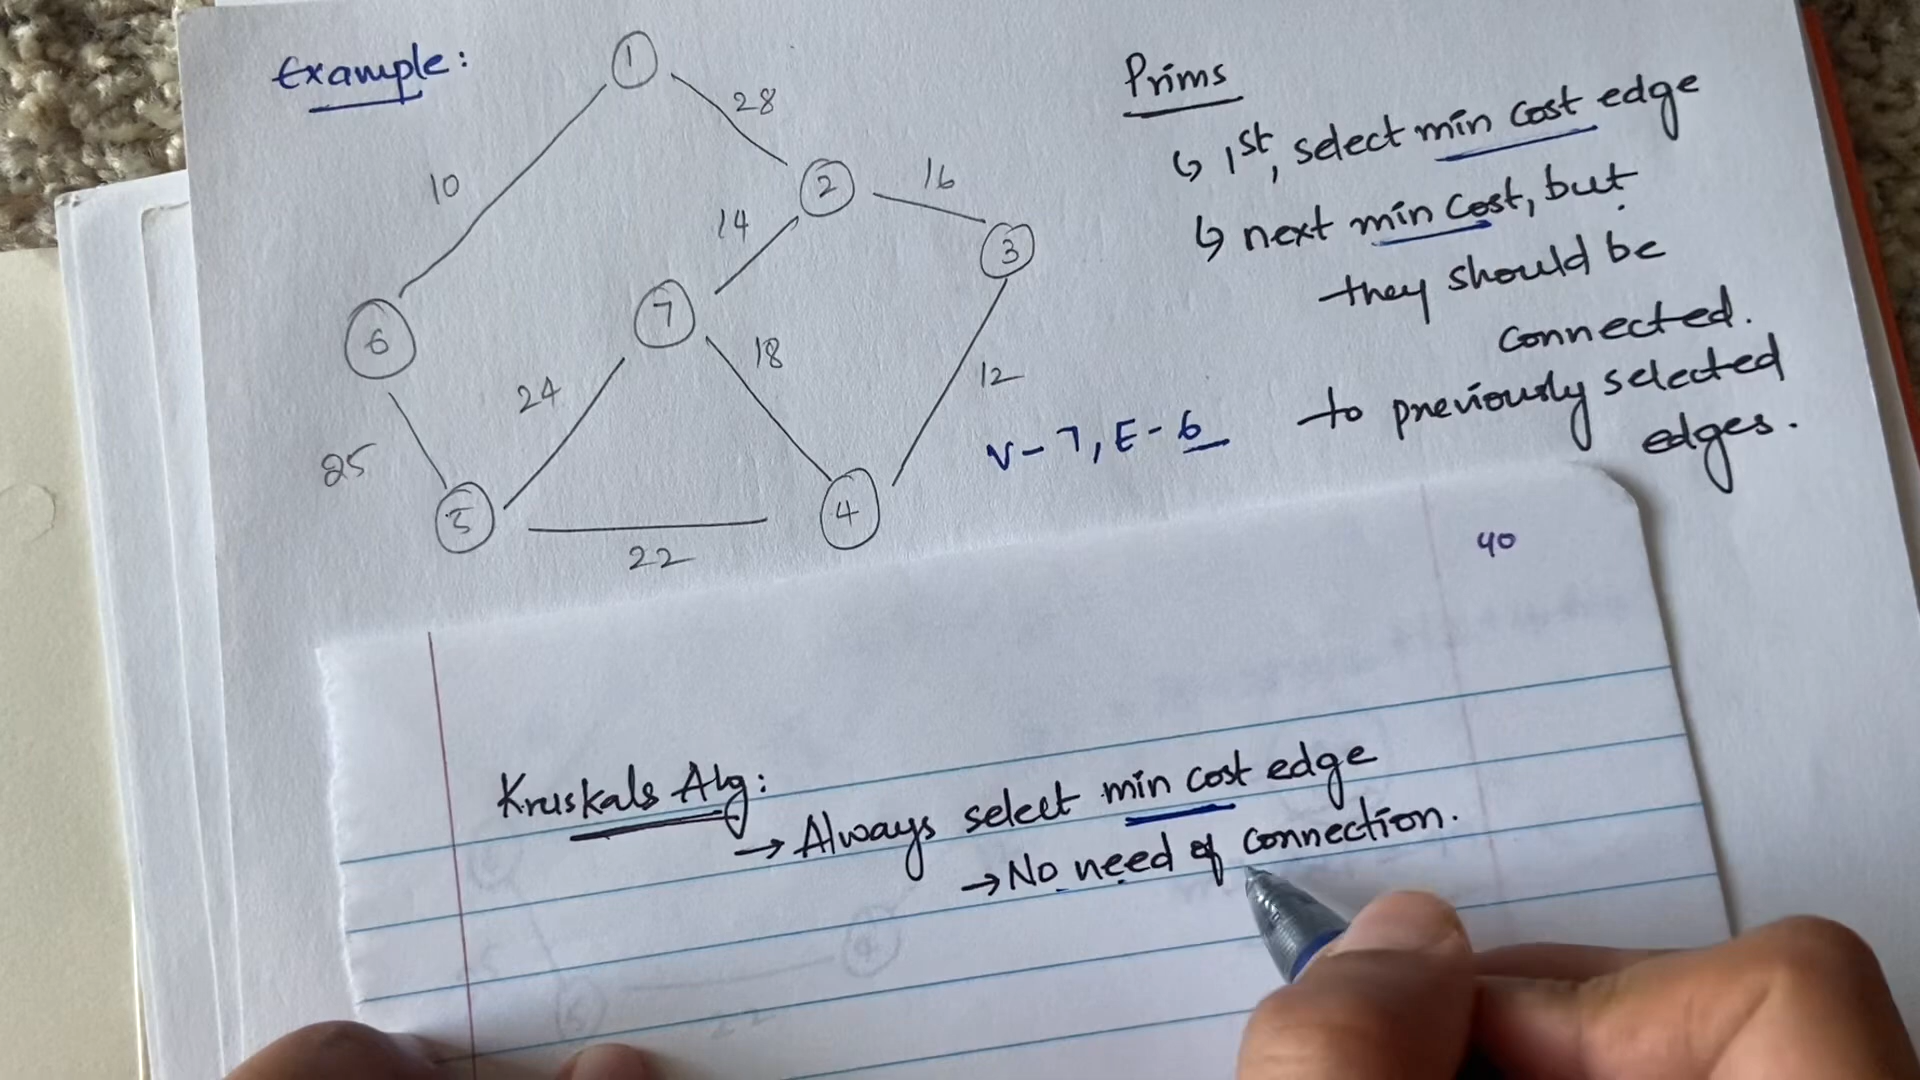 Example:
1
28
10
2
16
14
3
7
6
18
24
12
25
5
22
4
Prims
↳ 1st, select min cost edge
↳ next min cost, but
they should be
connected.
to previously selected
edges.
V-7, E-6
40
Kruskals Alg:
→ Always select min cost edge
→ No need of connection.